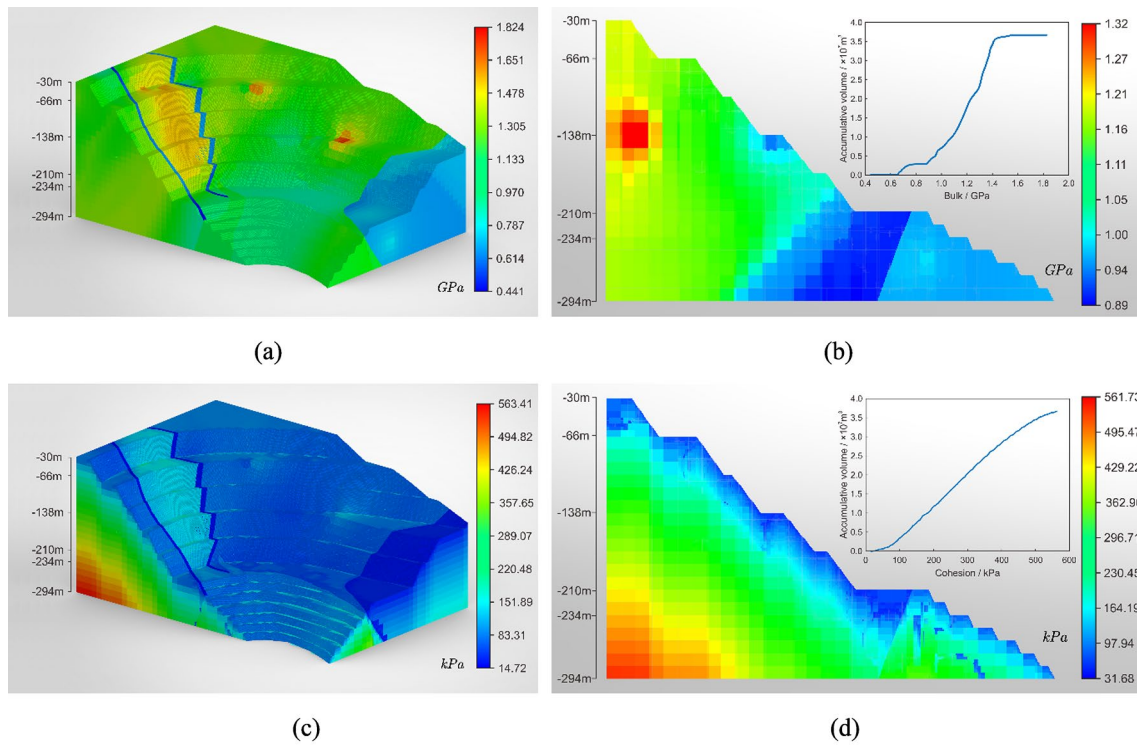 -30m
-66m
-138m
-210m
-234m
-294m
1.824
1.651
1.478
1.305
1.133
0.970
0.787
0.614
0.441
GPa
(a)
-30m
-66m
-138m
-210m
-234m
-294m
Accumulative volume / ×10⁷m³
4.0
3.5
3.0
2.5
2.0
1.5
1.0
0.5
0.0
0.4 0.6 0.8 1.0 1.2 1.4 1.6 1.8 2.0
Bulk / GPa
1.32
1.27
1.21
1.16
1.11
1.05
1.00
0.94
0.89
GPa
(b)
-30m
-66m
-138m
-210m
-234m
-294m
563.41
494.82
426.24
357.65
289.07
220.48
151.89
83.31
14.72
kPa
(c)
-30m
-66m
-138m
-210m
-234m
-294m
Accumulative volume / ×10⁷m³
4.0
3.5
3.0
2.5
2.0
1.5
1.0
0.5
0.0
0 100 200 300 400 500 600
Cohesion / kPa
561.73
495.47
429.22
362.96
296.71
230.45
164.19
97.94
31.68
kPa
(d)